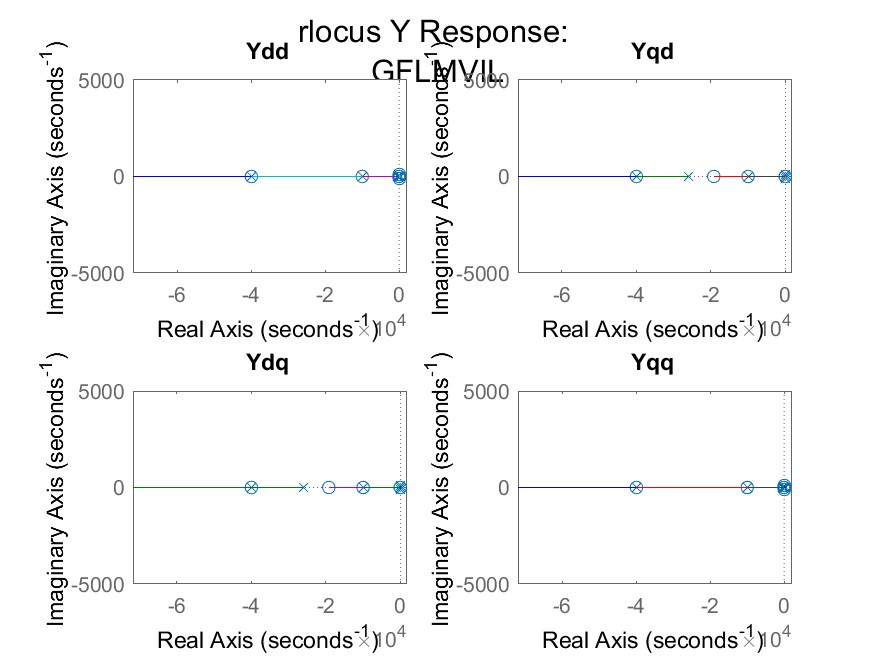 rlocus Y Response:
GFLMVIL
Ydd
Imaginary Axis (seconds⁻¹)
5000
0
-5000
-6 -4 -2 0
Real Axis (seconds⁻¹)
×10⁴
Yqd
Imaginary Axis (seconds⁻¹)
5000
0
-5000
-6 -4 -2 0
Real Axis (seconds⁻¹)
×10⁴
Ydq
Imaginary Axis (seconds⁻¹)
5000
0
-5000
-6 -4 -2 0
Real Axis (seconds⁻¹)
×10⁴
Yqq
Imaginary Axis (seconds⁻¹)
5000
0
-5000
-6 -4 -2 0
Real Axis (seconds⁻¹)
×10⁴